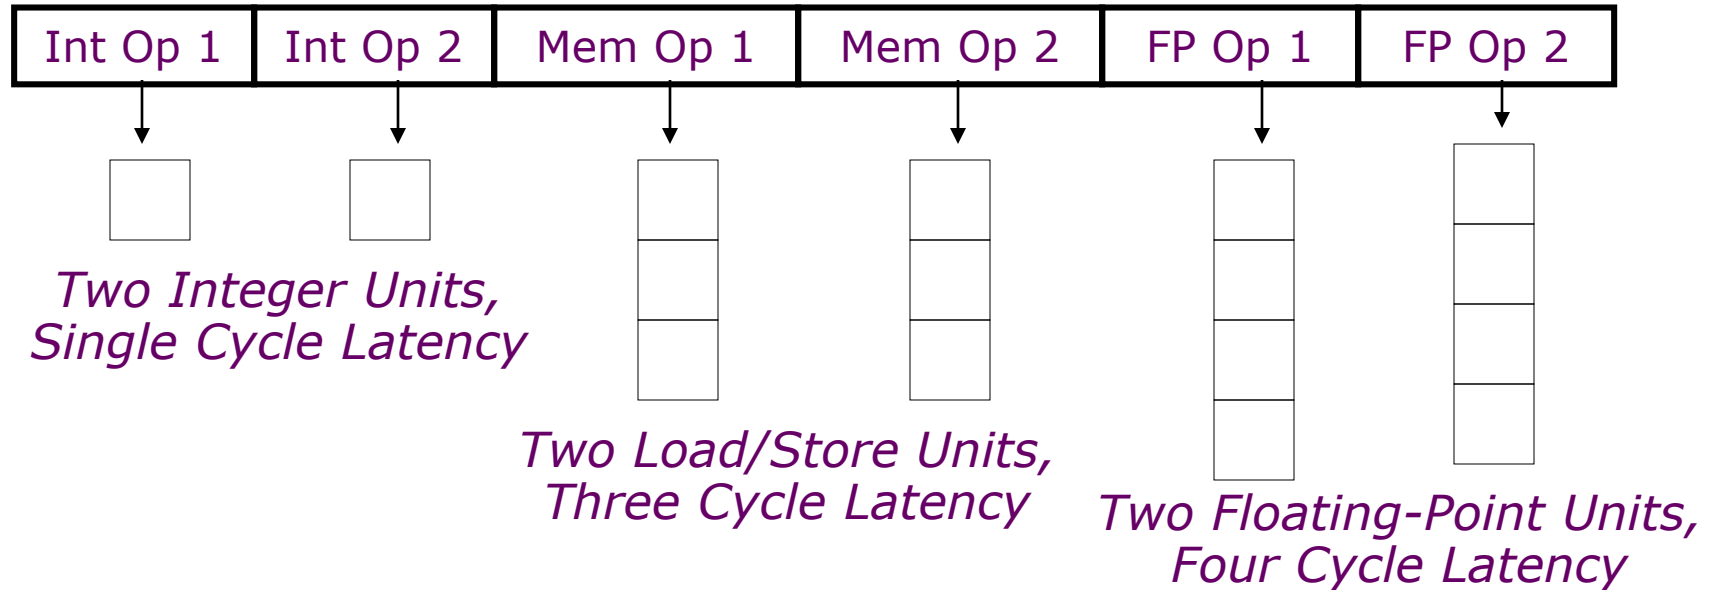 Int Op 1 Int Op 2 Mem Op 1 Mem Op 2 FP Op 1 FP Op 2
Two Integer Units,
Single Cycle Latency
Two Load/Store Units,
Three Cycle Latency
Two Floating-Point Units,
Four Cycle Latency